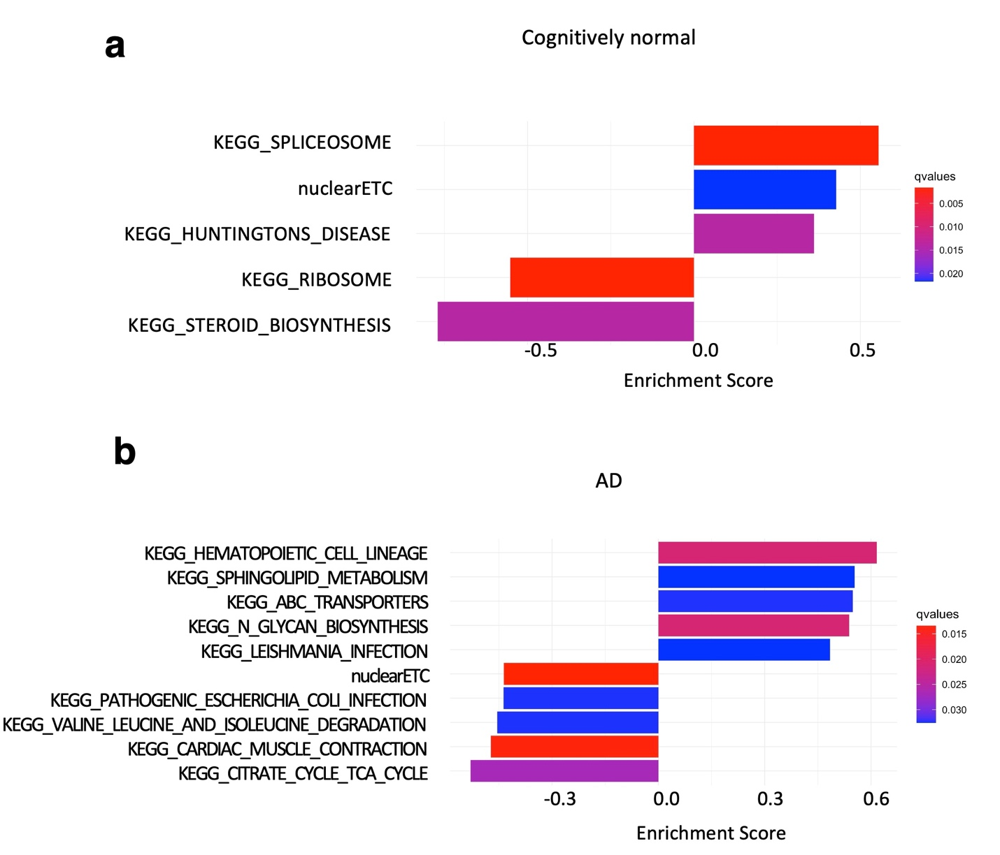 a
Cognitively normal
KEGG_SPLICEOSOME
nuclearETC
KEGG_HUNTINGTONS_DISEASE
KEGG_RIBOSOME
KEGG_STEROID_BIOSYNTHESIS
-0.5 0.0 0.5
Enrichment Score
qvalues
0.005
0.010
0.015
0.020
b
AD
KEGG_HEMATOPOIETIC_CELL_LINEAGE
KEGG_SPHINGOLIPID_METABOLISM
KEGG_ABC_TRANSPORTERS
KEGG_N_GLYCAN_BIOSYNTHESIS
KEGG_LEISHMANIA_INFECTION
nuclearETC
KEGG_PATHOGENIC_ESCHERICHIA_COLI_INFECTION
KEGG_VALINE_LEUCINE_AND_ISOLEUCINE_DEGRADATION
KEGG_CARDIAC_MUSCLE_CONTRACTION
KEGG_CITRATE_CYCLE_TCA_CYCLE
-0.3 0.0 0.3 0.6
Enrichment Score
qvalues
0.015
0.020
0.025
0.030